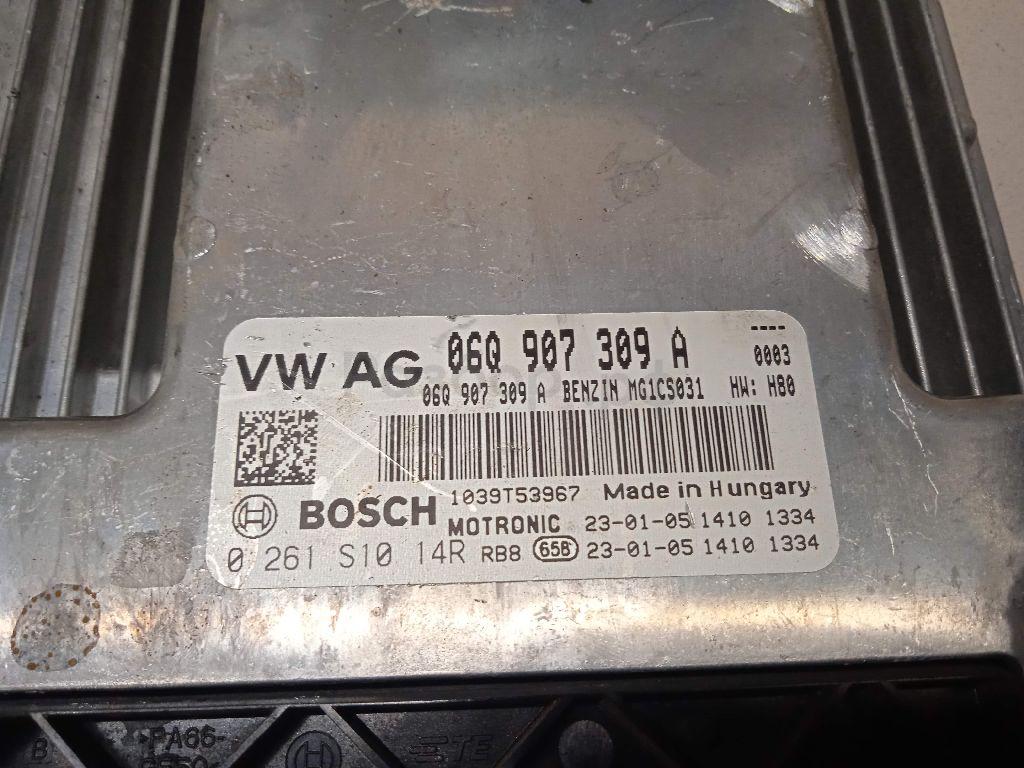 VW AG 06Q 907 309 A ----
0003
06Q 907 309 A BENZIN MG1CS031 HW: H80
1039T53967 Made in Hungary
BOSCH
MOTRONIC 23-01-05 1410 1334
0 261 S10 14R RB8 65B 23-01-05 1410 1334
B >PA66-